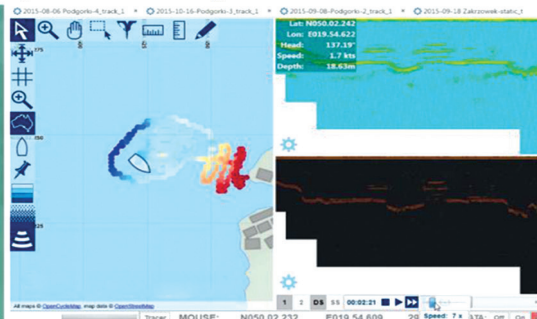 2015-08-06 Podgorki-4_track_1 × 2015-10-16-Podgorki-3_track_1 × 2015-09-08-Podgorki-2_track_1 × 2015-09-18 Zakrzowek-static_t
Lat: N050.02.242
Lon: E019.54.622
Head: 137.19°
Speed: 1.7 kts
Depth: 18.63m
1 2 DS SS 00:02:21
All maps © OpenCycleMap, map data © OpenStreetMap
Tracer MOUSE: N050.02.232 E019.54.609 29 Speed: 7 x ATA: Off On